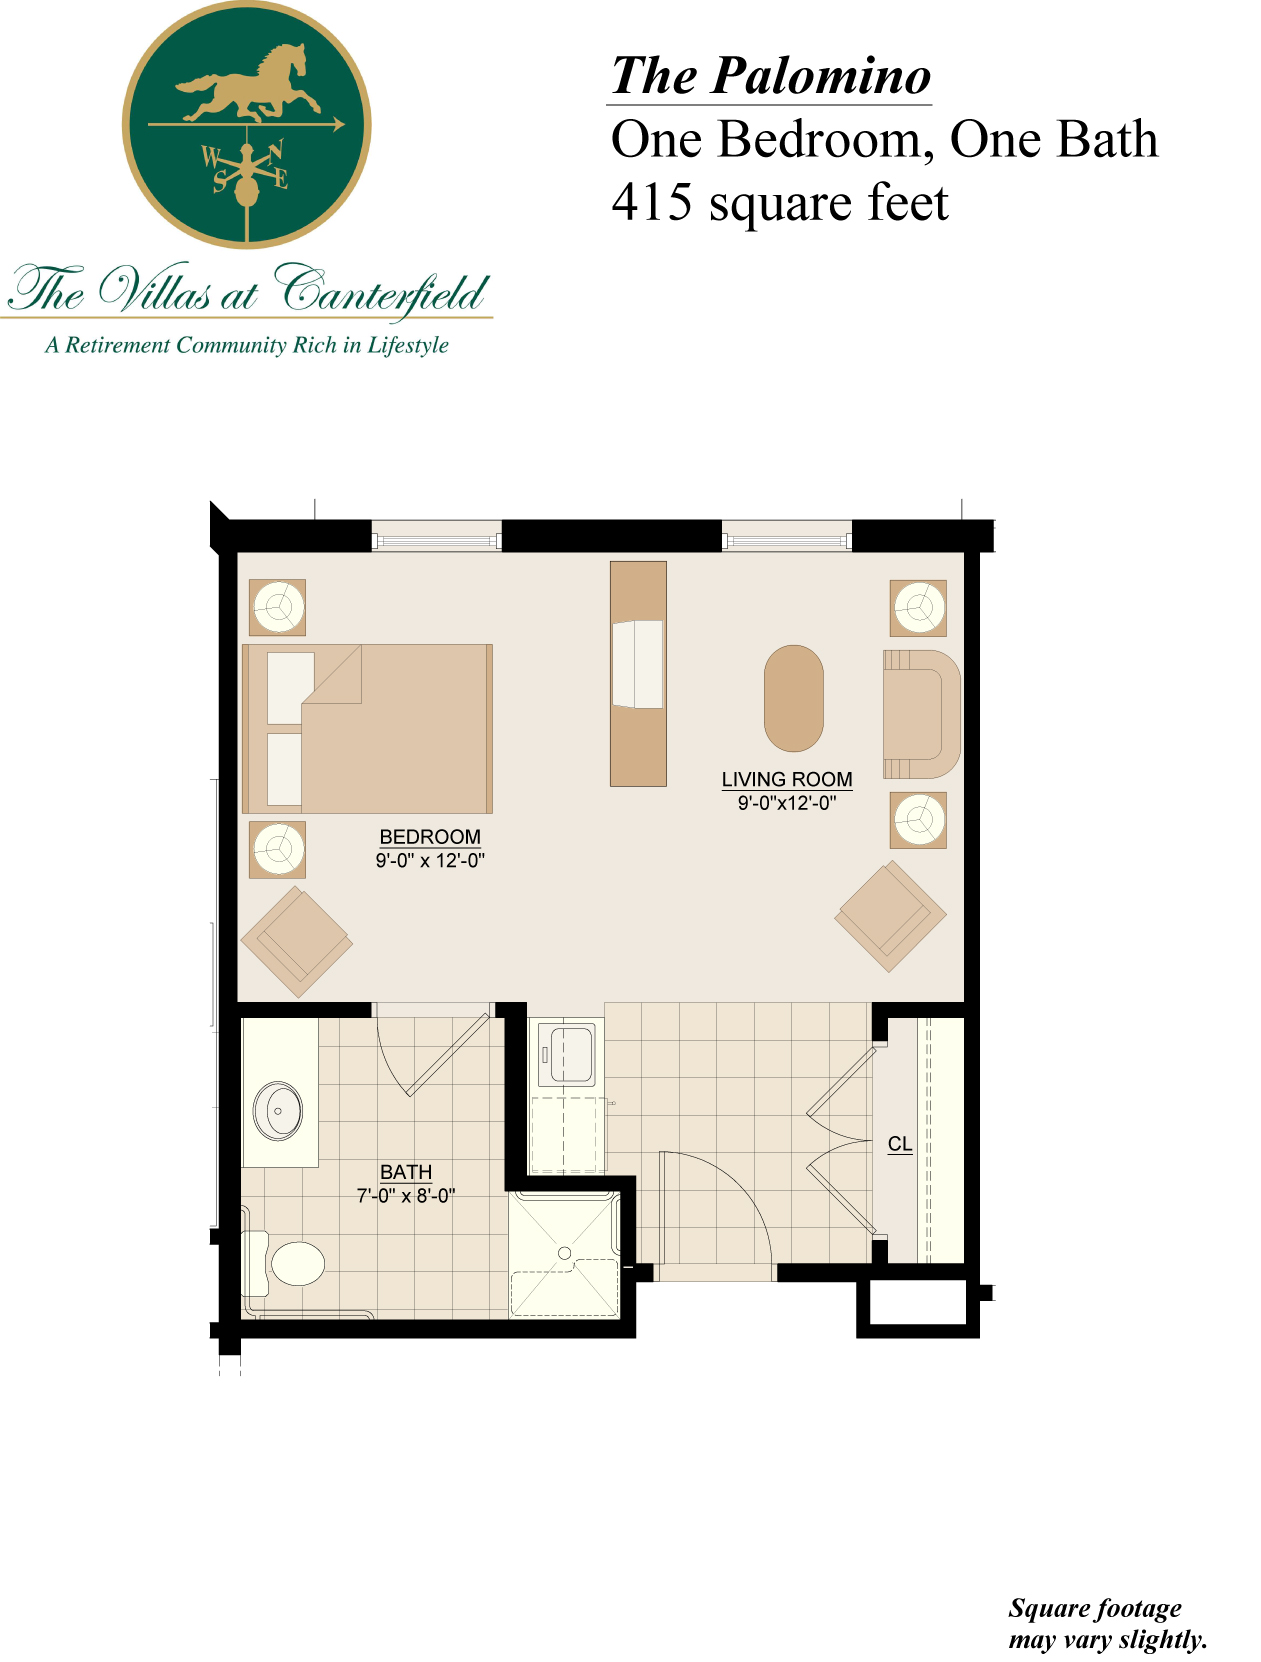 The Palomino
One Bedroom, One Bath
415 square feet
W
N
S
E
The Villas at Canterfield
A Retirement Community Rich in Lifestyle
LIVING ROOM
9'-0"x12'-0"
BEDROOM
9'-0" x 12'-0"
CL
BATH
7'-0" x 8'-0"
Square footage
may vary slightly.